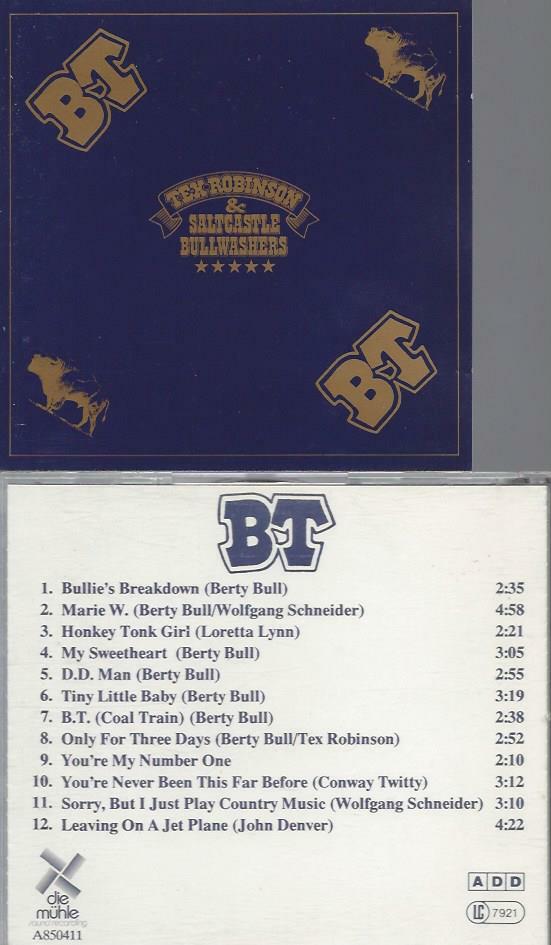 BT
TEX ROBINSON
&
SALTCASTLE
BULLWASHERS
BT
BT
1. Bullie's Breakdown (Berty Bull) 2:35
2. Marie W. (Berty Bull/Wolfgang Schneider) 4:58
3. Honkey Tonk Girl (Loretta Lynn) 2:21
4. My Sweetheart (Berty Bull) 3:05
5. D.D. Man (Berty Bull) 2:55
6. Tiny Little Baby (Berty Bull) 3:19
7. B.T. (Coal Train) (Berty Bull) 2:38
8. Only For Three Days (Berty Bull/Tex Robinson) 2:52
9. You're My Number One 2:10
10. You're Never Been This Far Before (Conway Twitty) 3:12
11. Sorry, But I Just Play Country Music (Wolfgang Schneider) 3:10
12. Leaving On A Jet Plane (John Denver) 4:22
die
mühle
sound recording
A850411
A D D
LC 7921